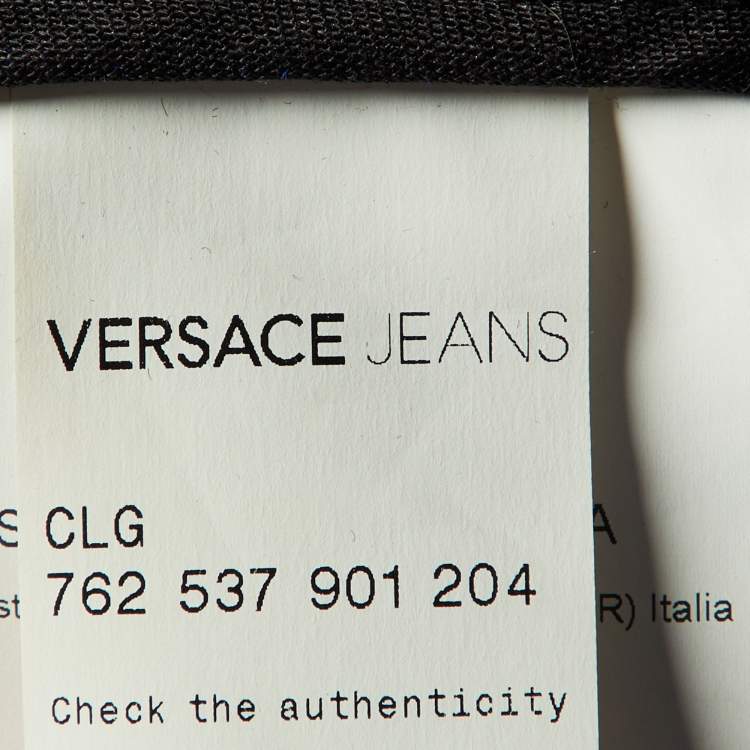 VERSACE JEANS
CLG
762 537 901 204
R) Italia
Check the authenticity